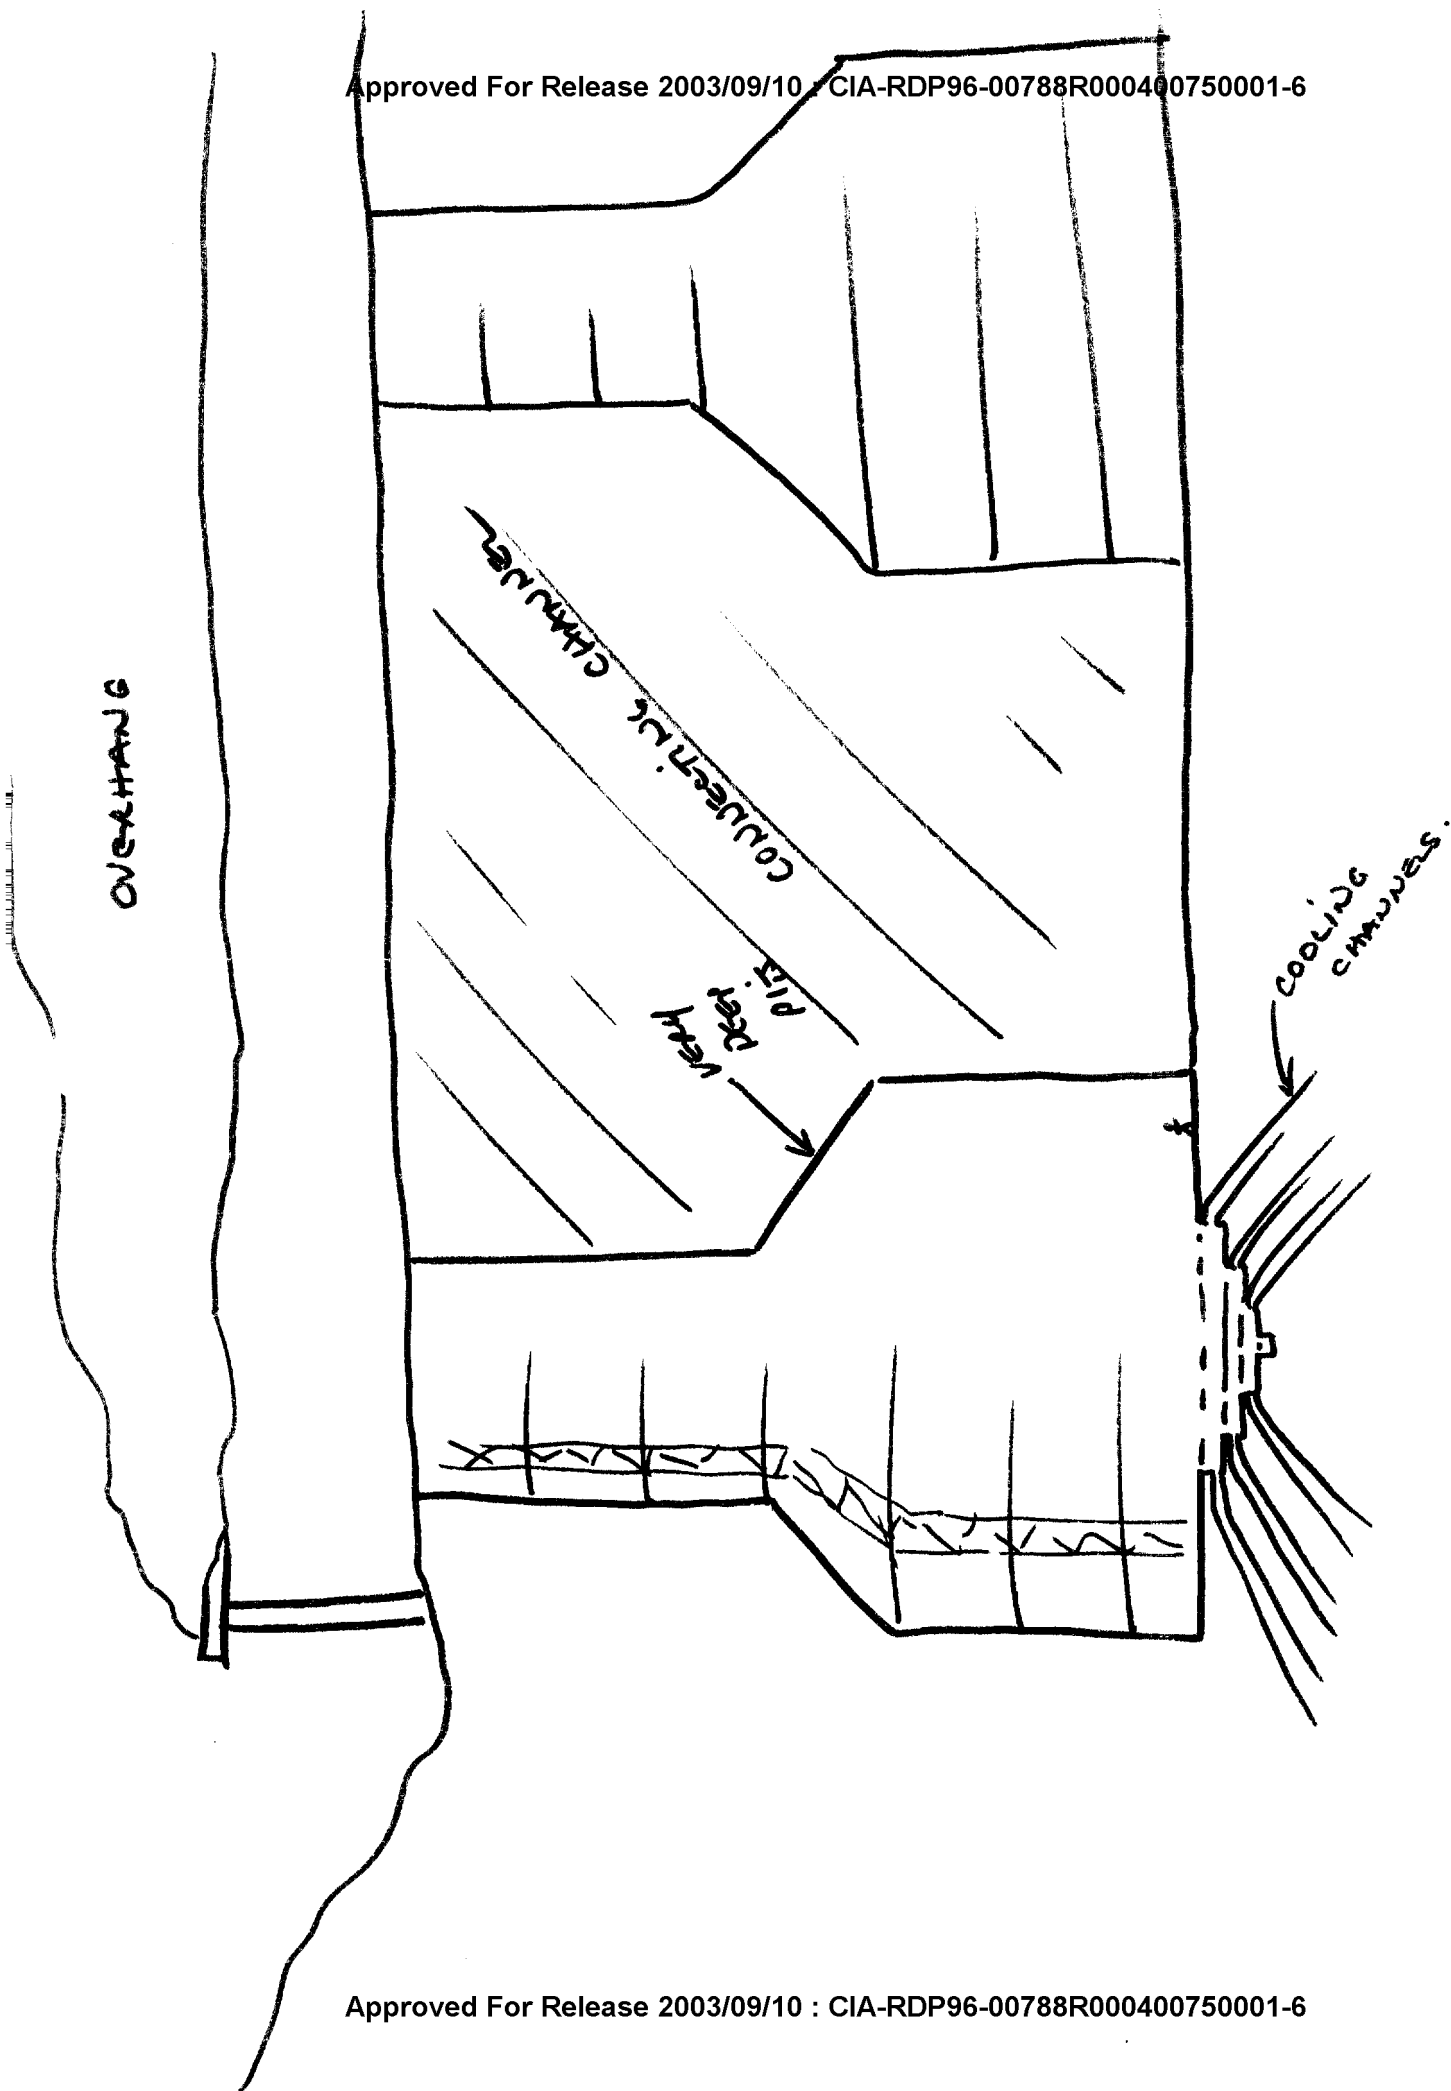 Approved For Release 2003/09/10 : CIA-RDP96-00788R000400750001-6
OVERHANG
CONNECTING CHANNEL
VERY
DEEP
PIT
COOLING
CHANNELS.
Approved For Release 2003/09/10 : CIA-RDP96-00788R000400750001-6